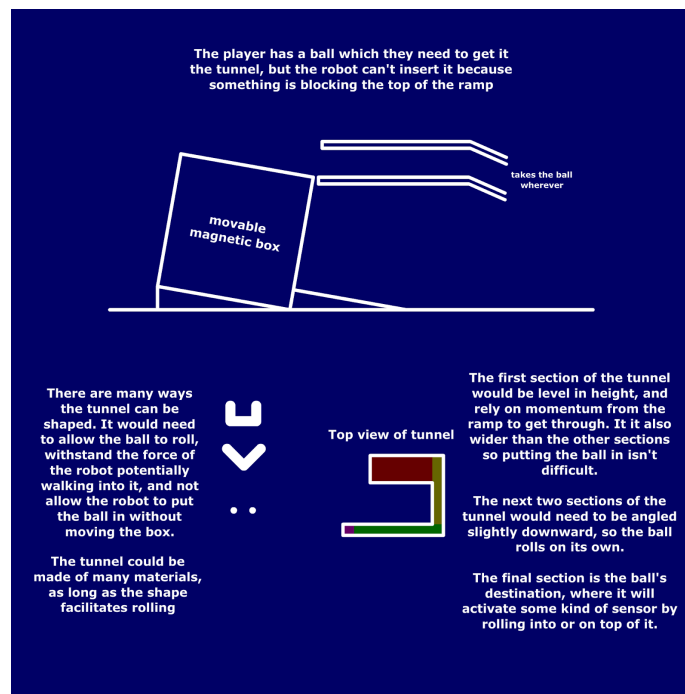 The player has a ball which they need to get it
the tunnel, but the robot can't insert it because
something is blocking the top of the ramp
takes the ball
wherever
movable
magnetic box
There are many ways
the tunnel can be
shaped. It would need
to allow the ball to roll,
withstand the force of
the robot potentially
walking into it, and not
allow the robot to put
the ball in without
moving the box.
The tunnel could be
made of many materials,
as long as the shape
facilitates rolling
Top view of tunnel
The first section of the tunnel
would be level in height, and
rely on momentum from the
ramp to get through. It it also
wider than the other sections
so putting the ball in isn't
difficult.
The next two sections of the
tunnel would need to be angled
slightly downward, so the ball
rolls on its own.
The final section is the ball's
destination, where it will
activate some kind of sensor by
rolling into or on top of it.